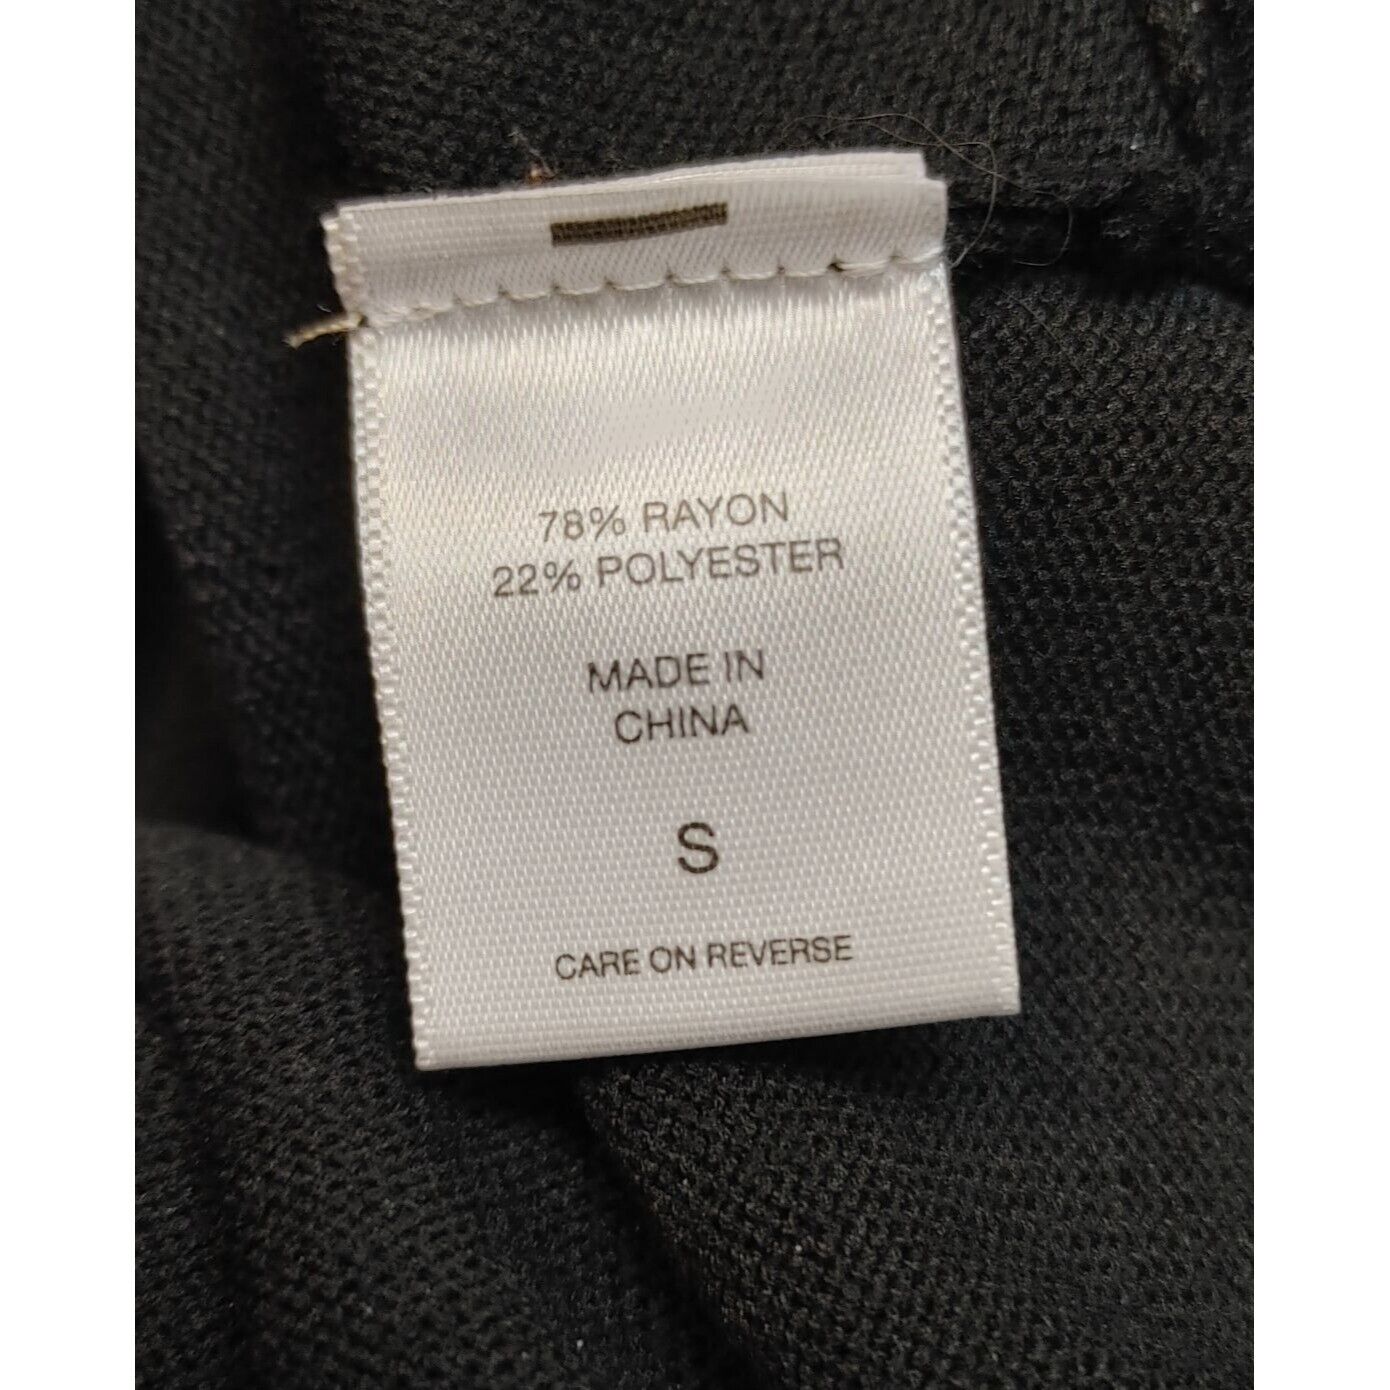 78% RAYON
22% POLYESTER
MADE IN
CHINA
S
CARE ON REVERSE